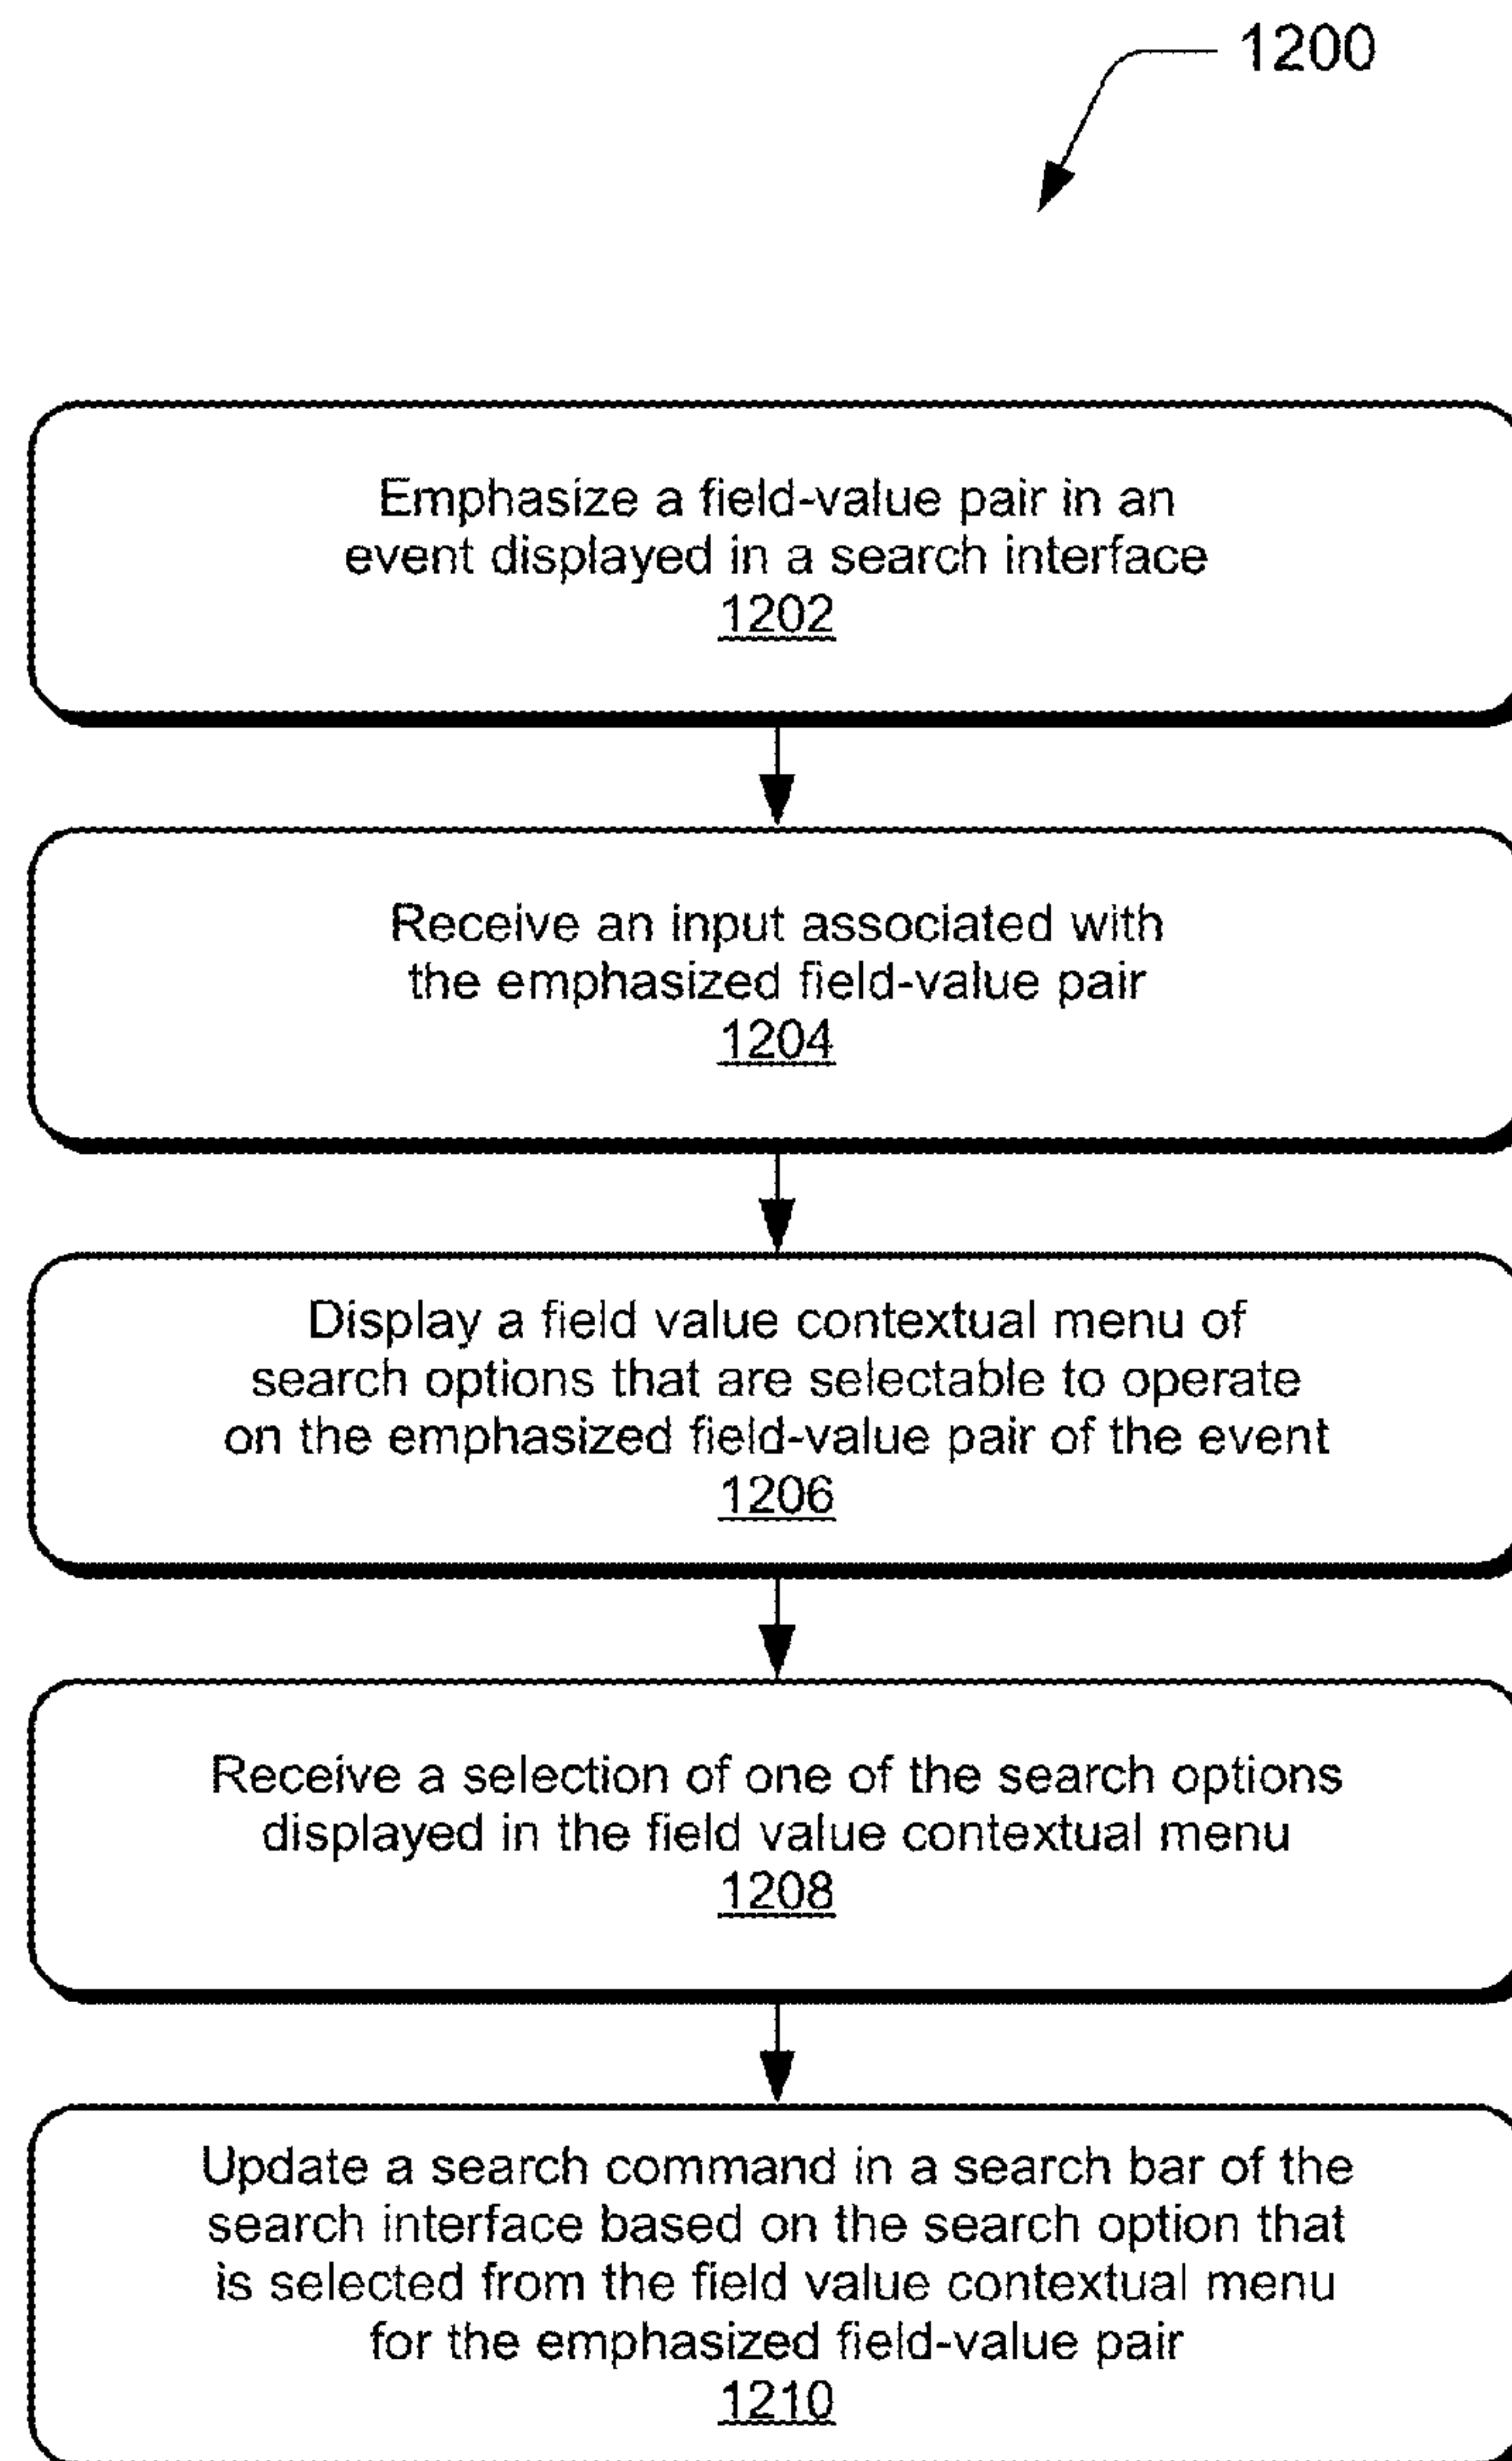 1200
Emphasize a field-value pair in an
event displayed in a search interface
1202
Receive an input associated with
the emphasized field-value pair
1204
Display a field value contextual menu of
search options that are selectable to operate
on the emphasized field-value pair of the event
1206
Receive a selection of one of the search options
displayed in the field value contextual menu
1208
Update a search command in a search bar of the
search interface based on the search option that
is selected from the field value contextual menu
for the emphasized field-value pair
1210